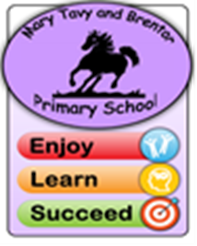 Mary Tavy and Brentor
Primary School
Enjoy
Learn
Succeed